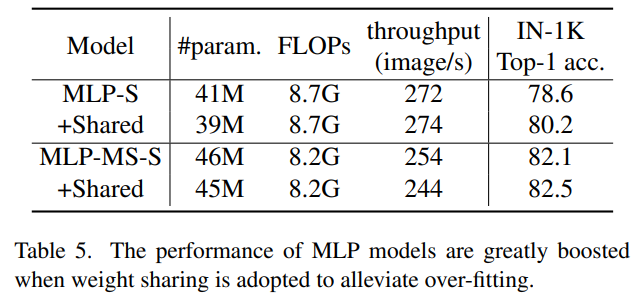 Model #param. FLOPs throughput (image/s) IN-1K Top-1 acc.
MLP-S 41M 8.7G 272 78.6
+Shared 39M 8.7G 274 80.2
MLP-MS-S 46M 8.2G 254 82.1
+Shared 45M 8.2G 244 82.5
Table 5. The performance of MLP models are greatly boosted
when weight sharing is adopted to alleviate over-fitting.